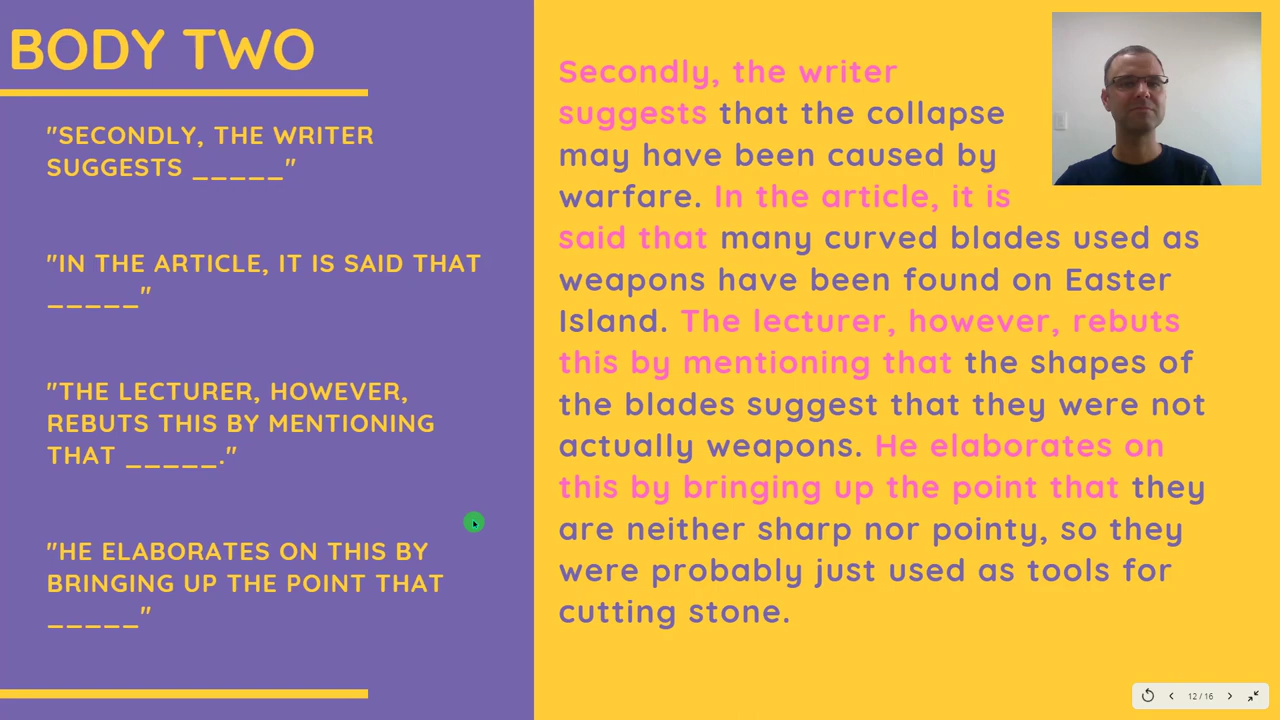 BODY TWO
"SECONDLY, THE WRITER
SUGGESTS _____"
"IN THE ARTICLE, IT IS SAID THAT
_____"
"THE LECTURER, HOWEVER,
REBUTS THIS BY MENTIONING
THAT _____."
"HE ELABORATES ON THIS BY
BRINGING UP THE POINT THAT
_____"
Secondly, the writer
suggests that the collapse
may have been caused by
warfare. In the article, it is
said that many curved blades used as
weapons have been found on Easter
Island. The lecturer, however, rebuts
this by mentioning that the shapes of
the blades suggest that they were not
actually weapons. He elaborates on
this by bringing up the point that they
are neither sharp nor pointy, so they
were probably just used as tools for
cutting stone.
12 / 16